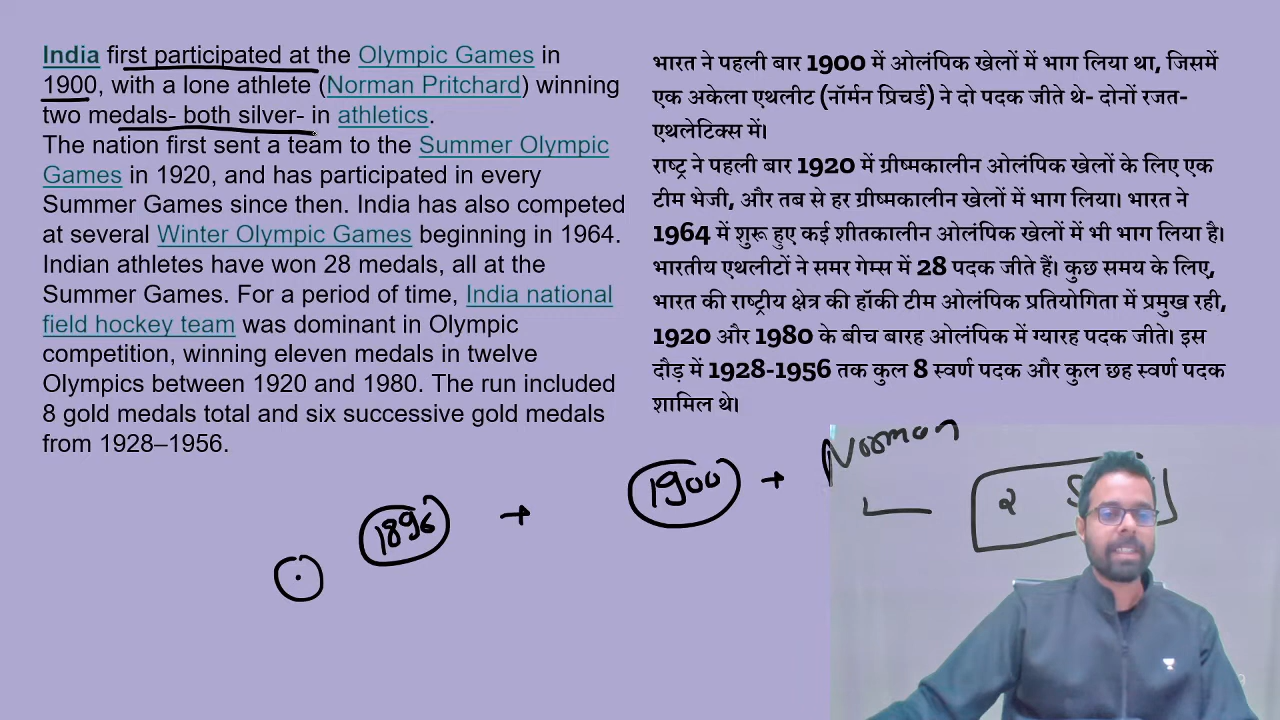 India first participated at the Olympic Games in
1900, with a lone athlete (Norman Pritchard) winning
two medals- both silver- in athletics.
The nation first sent a team to the Summer Olympic
Games in 1920, and has participated in every
Summer Games since then. India has also competed
at several Winter Olympic Games beginning in 1964.
Indian athletes have won 28 medals, all at the
Summer Games. For a period of time, India national
field hockey team was dominant in Olympic
competition, winning eleven medals in twelve
Olympics between 1920 and 1980. The run included
8 gold medals total and six successive gold medals
from 1928–1956.
भारत ने पहली बार 1900 में ओलंपिक खेलों में भाग लिया था, जिसमें
एक अकेला एथलीट (नॉर्मन प्रिचर्ड) ने दो पदक जीते थे- दोनों रजत-
एथलेटिक्स में।
राष्ट्र ने पहली बार 1920 में ग्रीष्मकालीन ओलंपिक खेलों के लिए एक
टीम भेजी, और तब से हर ग्रीष्मकालीन खेलों में भाग लिया। भारत ने
1964 में शुरू हुए कई शीतकालीन ओलंपिक खेलों में भी भाग लिया है।
भारतीय एथलीटों ने समर गेम्स में 28 पदक जीते हैं। कुछ समय के लिए,
भारत की राष्ट्रीय क्षेत्र की हॉकी टीम ओलंपिक प्रतियोगिता में प्रमुख रही,
1920 और 1980 के बीच बारह ओलंपिक में ग्यारह पदक जीते। इस
दौड़ में 1928-1956 तक कुल 8 स्वर्ण पदक और कुल छह स्वर्ण पदक
शामिल थे।
1896 → 1900 → Norman
2